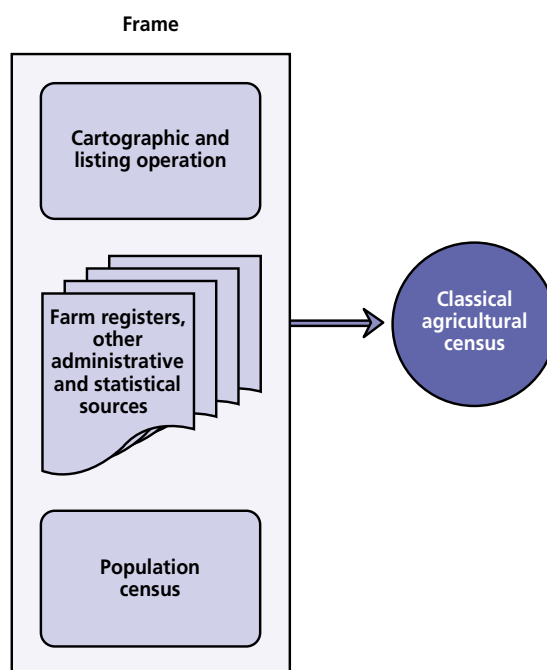 Frame
Cartographic and
listing operation
Farm registers,
other
administrative
and statistical
sources
Classical
agricultural
census
Population
census